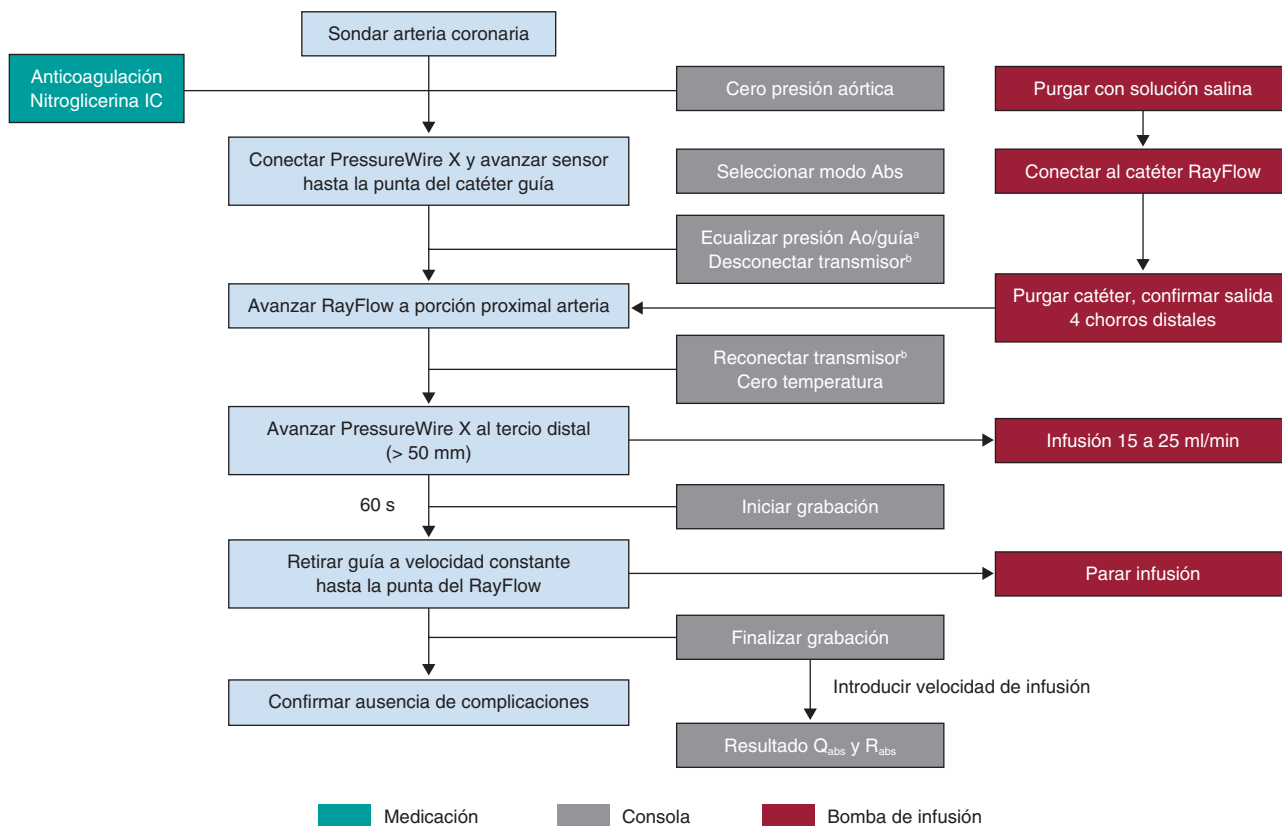 Sondar arteria coronaria
Anticoagulación
Nitroglicerina IC
Cero presión aórtica
Purgar con solución salina
Conectar PressureWire X y avanzar sensor
hasta la punta del catéter guía
Seleccionar modo Abs
Conectar al catéter RayFlow
Ecualizar presión Ao/guíaᵃ
Desconectar transmisorᵇ
Avanzar RayFlow a porción proximal arteria
Purgar catéter, confirmar salida
4 chorros distales
Reconectar transmisorᵇ
Cero temperatura
Avanzar PressureWire X al tercio distal
(> 50 mm)
Infusión 15 a 25 ml/min
60 s
Iniciar grabación
Retirar guía a velocidad constante
hasta la punta del RayFlow
Parar infusión
Finalizar grabación
Introducir velocidad de infusión
Confirmar ausencia de complicaciones
Resultado Qabs y Rabs
Medicación
Consola
Bomba de infusión